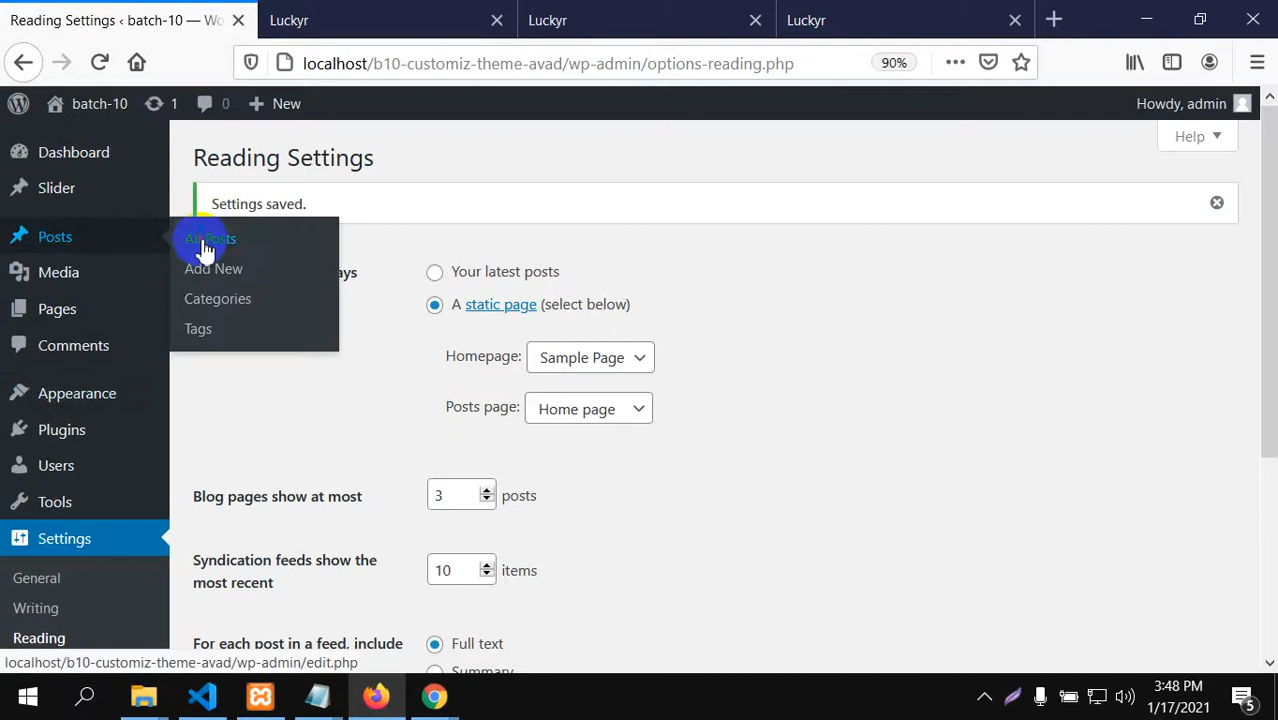 Reading Settings ‹ batch-10 — Wo
Luckyr
Luckyr
Luckyr
localhost/b10-customiz-theme-avad/wp-admin/options-reading.php
90%
batch-10
1
0
New
Howdy, admin
Dashboard
Slider
Posts
Media
Pages
Comments
Appearance
Plugins
Users
Tools
Settings
General
Writing
Reading
All Posts
Add New
Categories
Tags
Help
Reading Settings
Settings saved.
Your latest posts
A static page (select below)
Homepage: Sample Page
Posts page: Home page
Blog pages show at most
3 posts
Syndication feeds show the most recent
10 items
For each post in a feed, include
Full text
Summary
localhost/b10-customiz-theme-avad/wp-admin/edit.php
3:48 PM
1/17/2021
5